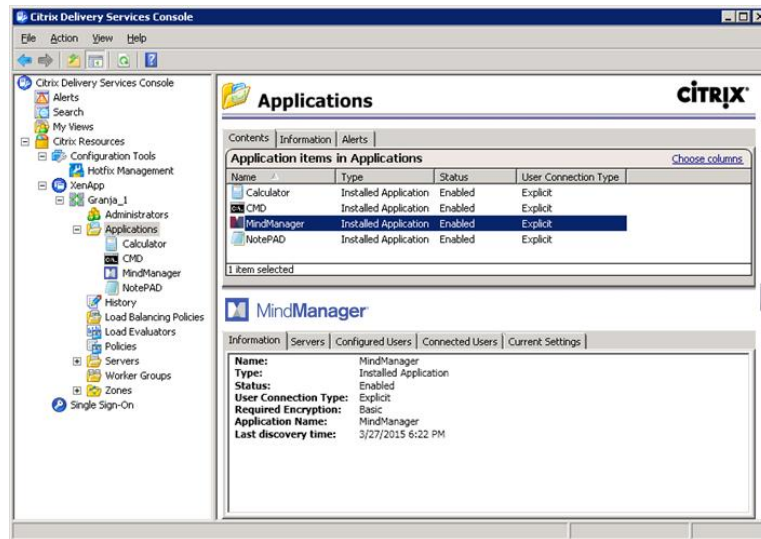 Citrix Delivery Services Console
File Action View Help
Citrix Delivery Services Console
Alerts
Search
My Views
Citrix Resources
Configuration Tools
Hotfix Management
XenApp
Granja_1
Administrators
Applications
Calculator
CMD
MindManager
NotePAD
History
Load Balancing Policies
Load Evaluators
Policies
Servers
Worker Groups
Zones
Single Sign-On
Applications
CITRIX
Contents Information Alerts
Application items in Applications Choose columns
Name Type Status User Connection Type
Calculator Installed Application Enabled Explicit
CMD Installed Application Enabled Explicit
MindManager Installed Application Enabled Explicit
NotePAD Installed Application Enabled Explicit
1 item selected
MindManager
Information Servers Configured Users Connected Users Current Settings
Name: MindManager
Type: Installed Application
Status: Enabled
User Connection Type: Explicit
Required Encryption: Basic
Application Name: MindManager
Last discovery time: 3/27/2015 6:22 PM